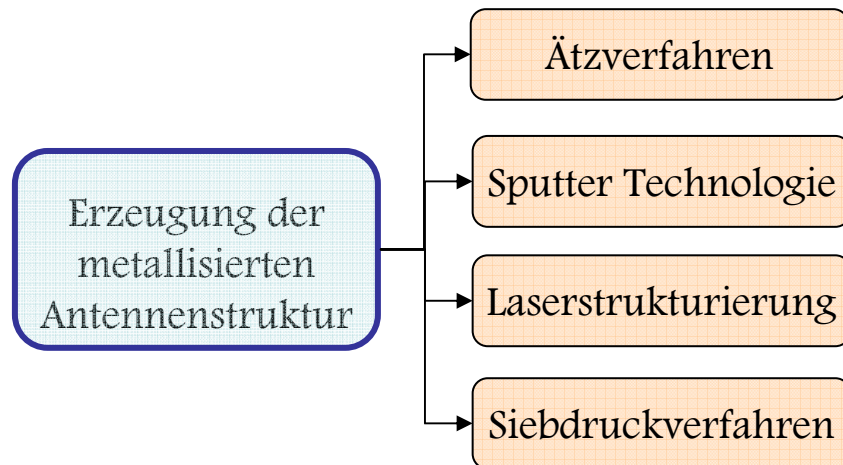 Erzeugung der
metallisierten
Antennenstruktur
Ätzverfahren
Sputter Technologie
Laserstrukturierung
Siebdruckverfahren